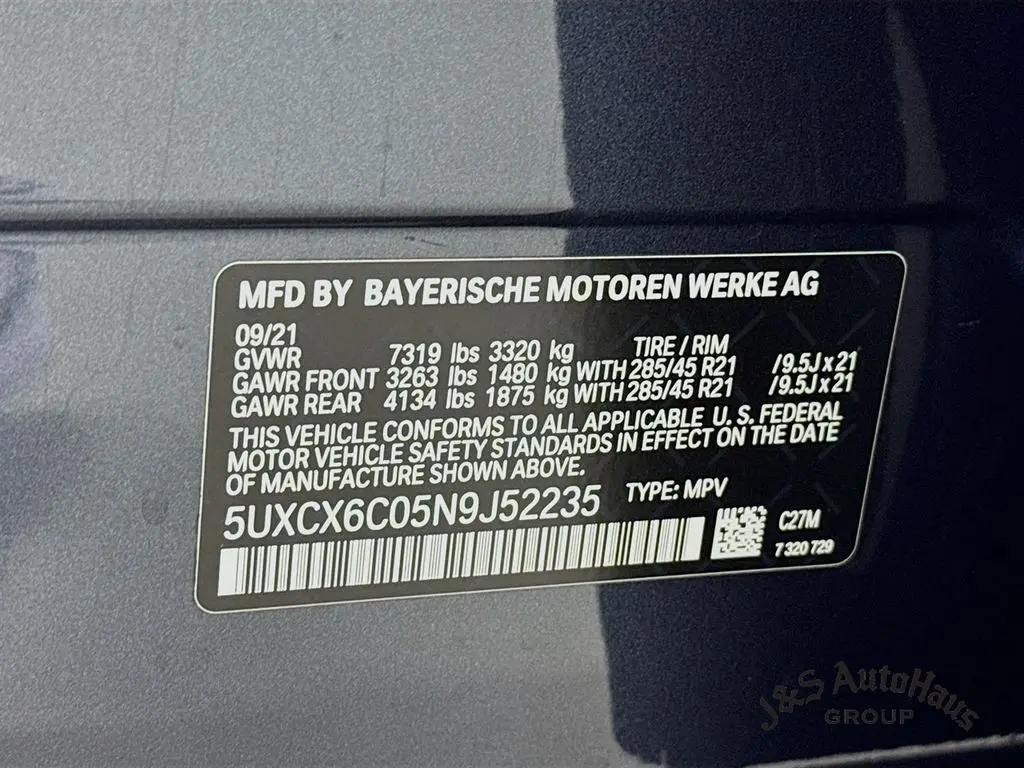 MFD BY BAYERISCHE MOTOREN WERKE AG
09/21 TIRE / RIM
GVWR 7319 lbs 3320 kg
GAWR FRONT 3263 lbs 1480 kg WITH 285/45 R21 /9.5J x 21
GAWR REAR 4134 lbs 1875 kg WITH 285/45 R21 /9.5J x 21
THIS VEHICLE CONFORMS TO ALL APPLICABLE U. S. FEDERAL
MOTOR VEHICLE SAFETY STANDARDS IN EFFECT ON THE DATE
OF MANUFACTURE SHOWN ABOVE.
5UXCX6C05N9J52235 TYPE: MPV
C27M
7 320 729
J&S AutoHaus
GROUP